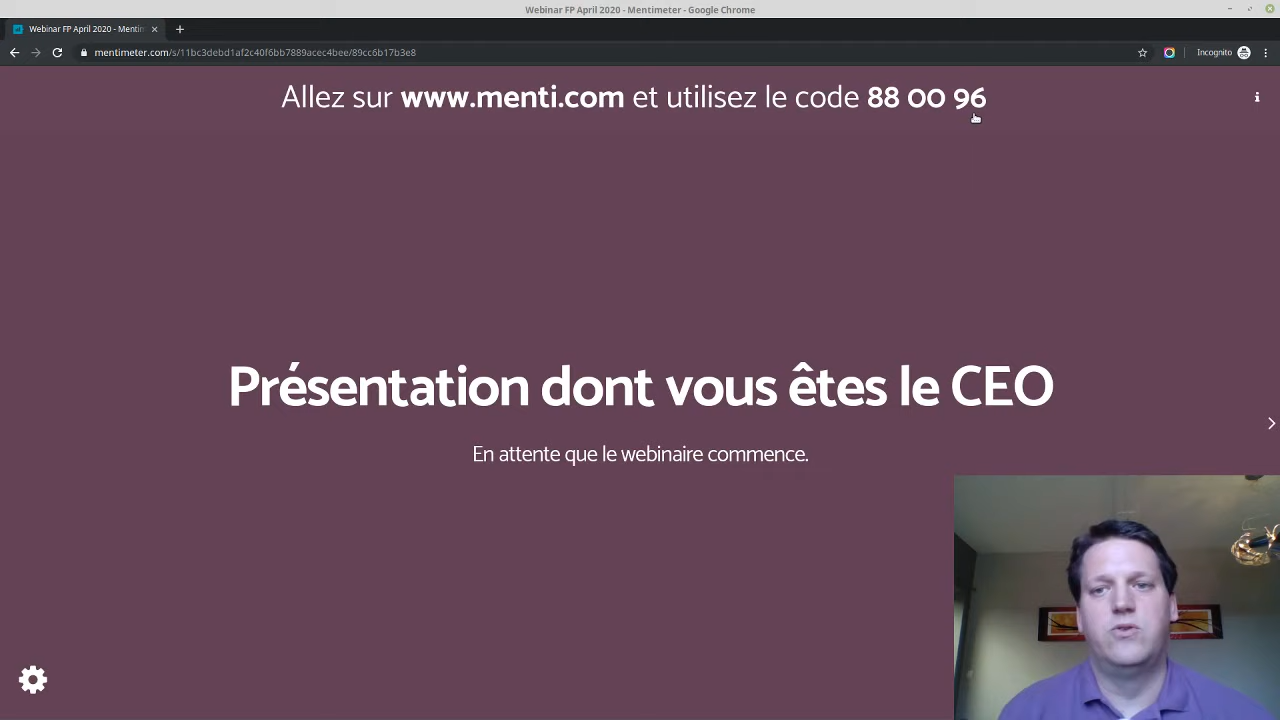 Webinar FP April 2020 - Mentimeter - Google Chrome
Webinar FP April 2020 - Mentim
mentimeter.com/s/11bc3debd1af2c40f6bb7889acec4bee/89cc6b17b3e8
Incognito
Allez sur www.menti.com et utilisez le code 88 00 96
Présentation dont vous êtes le CEO
En attente que le webinaire commence.